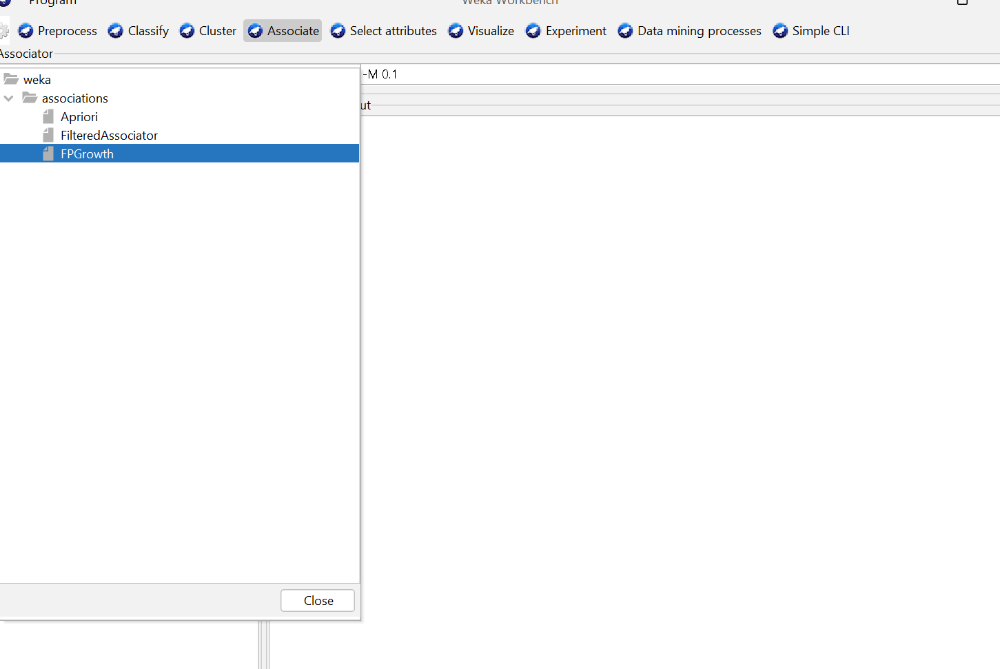 Program Weka Workbench
Preprocess Classify Cluster Associate Select attributes Visualize Experiment Data mining processes Simple CLI
Associator
-M 0.1
weka
associations
ut
Apriori
FilteredAssociator
FPGrowth
Close